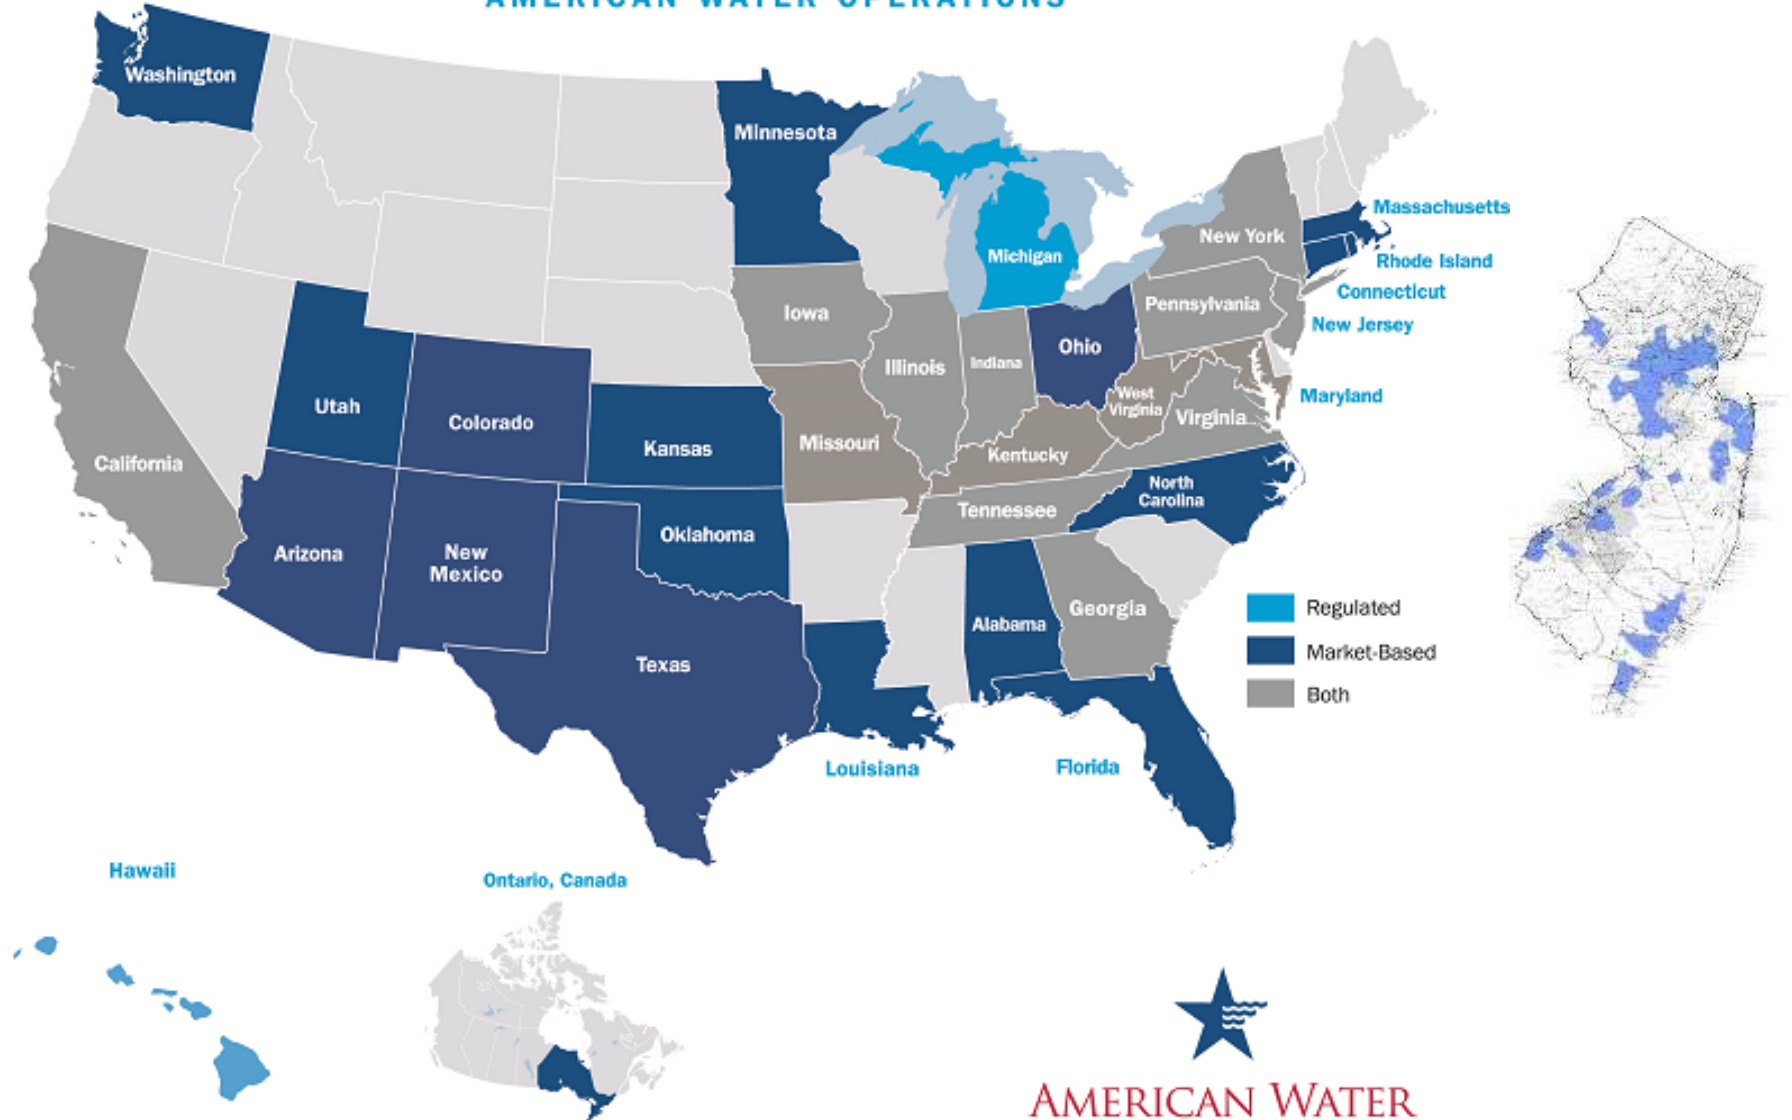 AMERICAN WATER OPERATIONS
Washington
Minnesota
Massachusetts
New York
Michigan
Rhode Island
Connecticut
Pennsylvania
Iowa
New Jersey
Ohio
Illinois
Indiana
Maryland
West
Virginia
Utah
Virginia
Colorado
Missouri
Kansas
Kentucky
California
North
Carolina
Tennessee
Oklahoma
Arizona
New
Mexico
Georgia
Regulated
Alabama
Market-Based
Texas
Both
Louisiana
Florida
Hawaii
Ontario, Canada
AMERICAN WATER